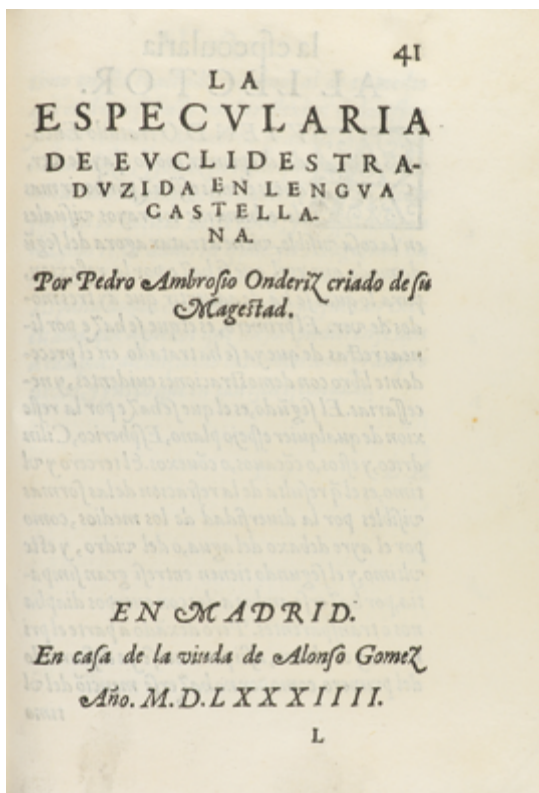 41
LA
ESPECVLARIA
DE EVCLIDES TRA-
DVZIDA EN LENGVA
CASTELLA-
NA.
Por Pedro Ambrosio Onderiz criado de su
Magestad.
EN MADRID.
En casa de la viuda de Alonso Gomez
Año. M.D.LXXXIIII.
L